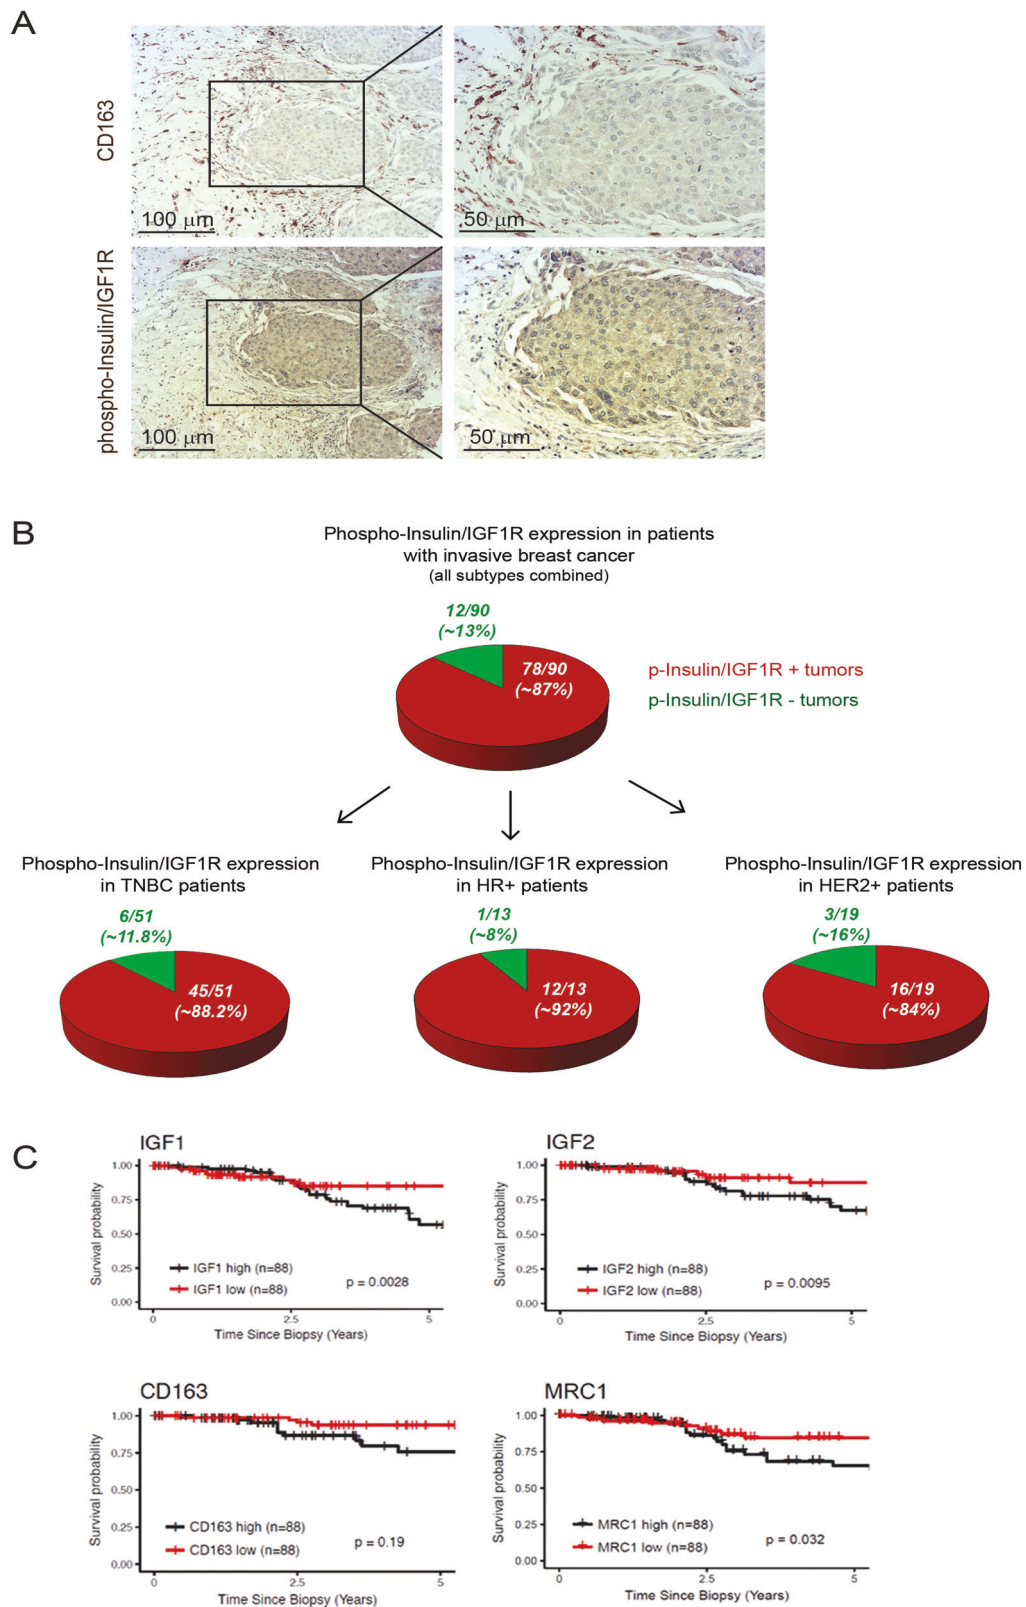 A
CD163
100 μm
50 μm
phospho-Insulin/IGF1R
100 μm
50 μm
B
Phospho-Insulin/IGF1R expression in patients
with invasive breast cancer
(all subtypes combined)
12/90
(~13%)
78/90
(~87%)
p-Insulin/IGF1R + tumors
p-Insulin/IGF1R - tumors
Phospho-Insulin/IGF1R expression
in TNBC patients
6/51
(~11.8%)
45/51
(~88.2%)
Phospho-Insulin/IGF1R expression
in HR+ patients
1/13
(~8%)
12/13
(~92%)
Phospho-Insulin/IGF1R expression
in HER2+ patients
3/19
(~16%)
16/19
(~84%)
C
IGF1
Survival probability
1.00
0.75
0.50
0.25
0.00
IGF1 high (n=88)
IGF1 low (n=88)
p = 0.0028
0 2.5 5
Time Since Biopsy (Years)
IGF2
Survival probability
1.00
0.75
0.50
0.25
0.00
IGF2 high (n=88)
IGF2 low (n=88)
p = 0.0095
0 2.5 5
Time Since Biopsy (Years)
CD163
Survival probability
1.00
0.75
0.50
0.25
0.00
CD163 high (n=88)
CD163 low (n=88)
p = 0.19
0 2.5 5
Time Since Biopsy (Years)
MRC1
Survival probability
1.00
0.75
0.50
0.25
0.00
MRC1 high (n=88)
MRC1 low (n=88)
p = 0.032
0 2.5 5
Time Since Biopsy (Years)